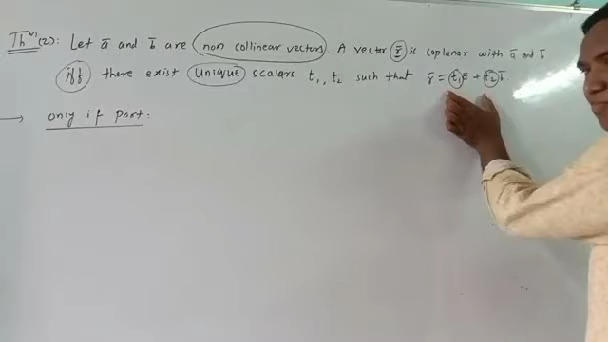 Thm (2): Let ā and b̄ are non collinear vectors. A vector r̄ is coplanar with ā and b̄
iff there exist unique scalars t₁, t₂ such that r̄ = t₁ā + t₂b̄.
→ only if part: